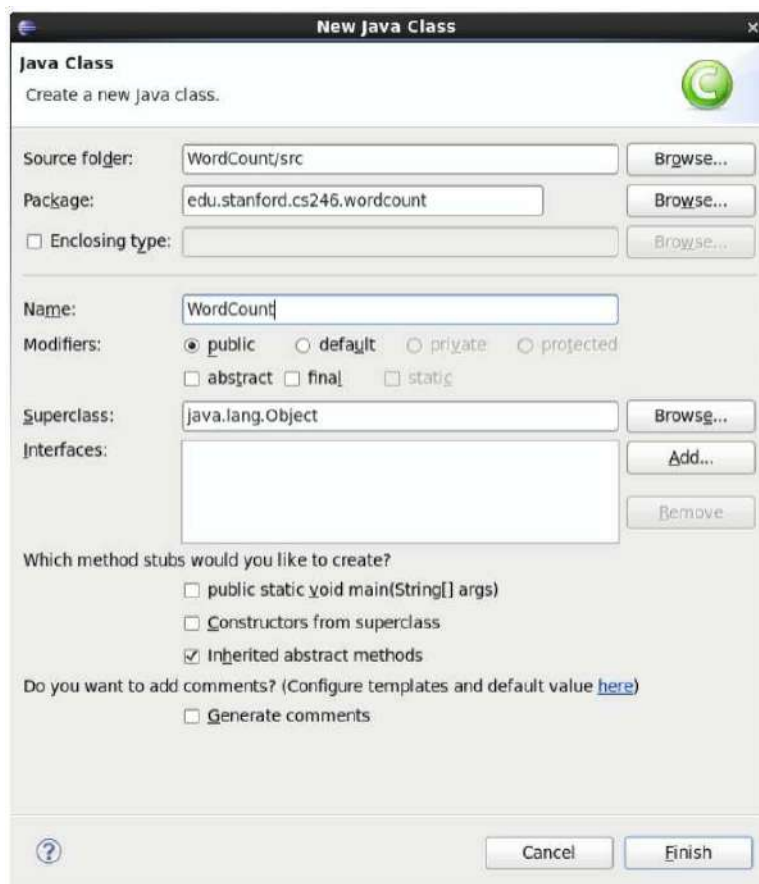 New Java Class
Java Class
Create a new Java class.
Source folder: WordCount/src Browse...
Package: edu.stanford.cs246.wordcount Browse...
Enclosing type: Browse...
Name: WordCount
Modifiers: public default private protected
abstract final static
Superclass: java.lang.Object Browse...
Interfaces: Add...
Remove
Which method stubs would you like to create?
public static void main(String[] args)
Constructors from superclass
Inherited abstract methods
Do you want to add comments? (Configure templates and default value here)
Generate comments
? Cancel Finish